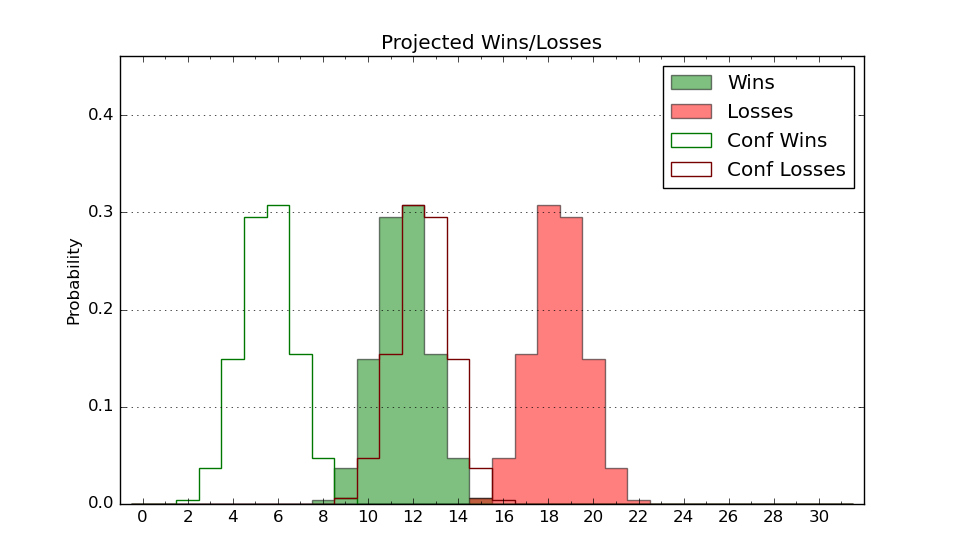 Projected Wins/Losses
Wins
Losses
Conf Wins
Conf Losses
Probability
0.4
0.3
0.2
0.1
0.0
0 2 4 6 8 10 12 14 16 18 20 22 24 26 28 30